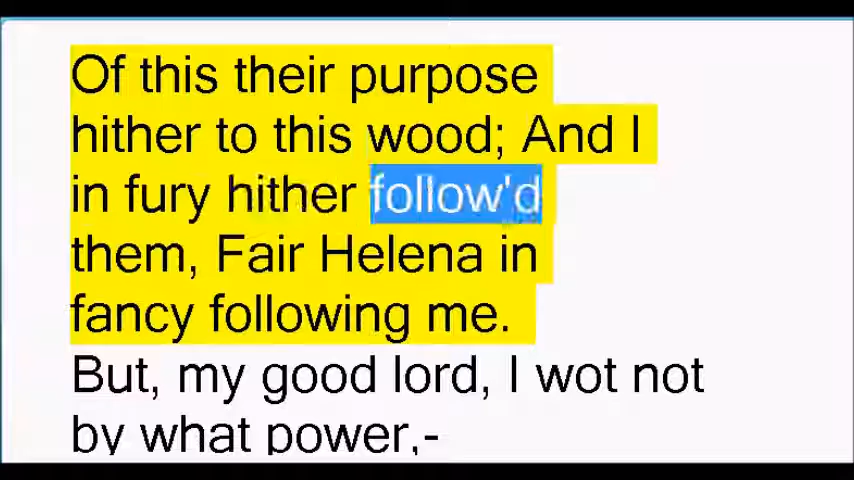 Of this their purpose
hither to this wood; And I
in fury hither follow'd
them, Fair Helena in
fancy following me.
But, my good lord, I wot not
by what power,-